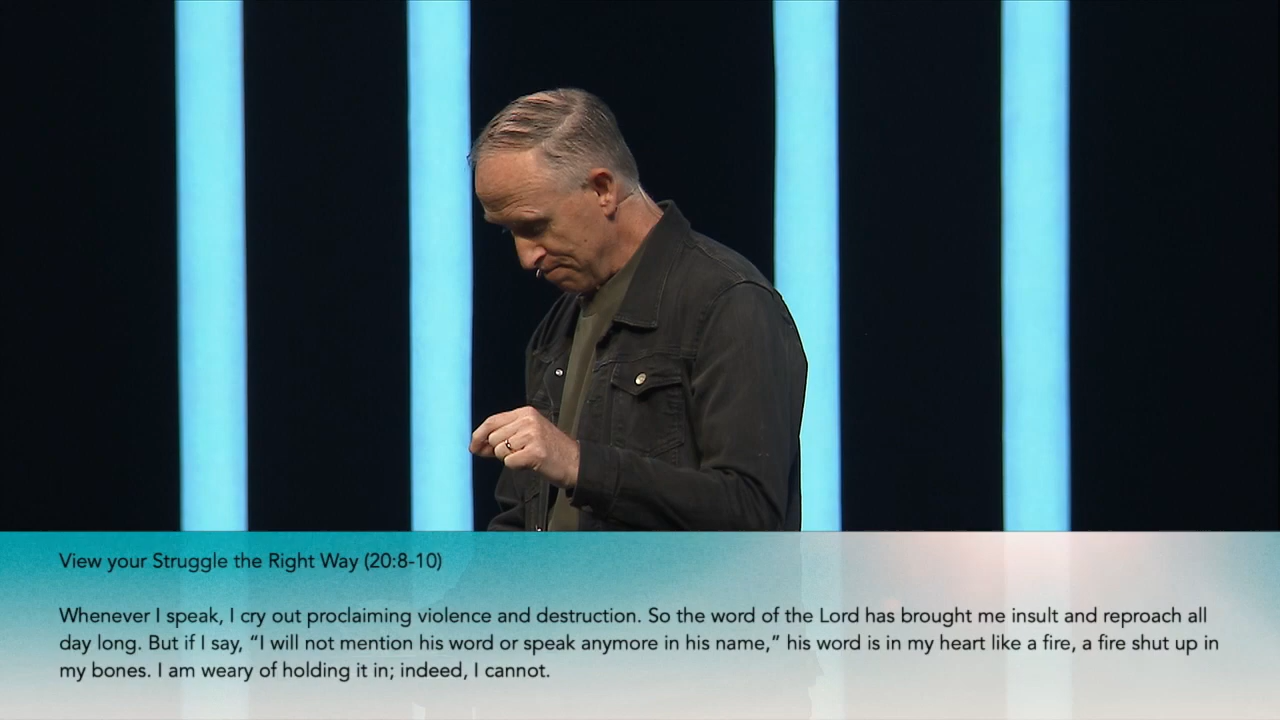 View your Struggle the Right Way (20:8-10)
Whenever I speak, I cry out proclaiming violence and destruction. So the word of the Lord has brought me insult and reproach all
day long. But if I say, “I will not mention his word or speak anymore in his name,” his word is in my heart like a fire, a fire shut up in
my bones. I am weary of holding it in; indeed, I cannot.